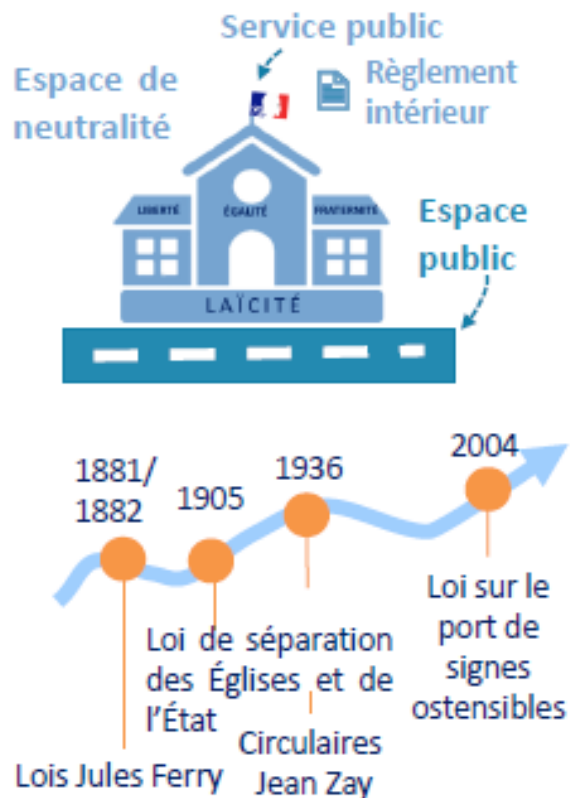 Service public
Espace de
neutralité
Règlement
intérieur
LIBERTÉ
ÉGALITÉ
FRATERNITÉ
Espace
public
LAÏCITÉ
1881/
1882
1905
1936
2004
Loi de séparation
des Églises et de
l'État
Loi sur le
port de
signes
ostensibles
Circulaires
Jean Zay
Lois Jules Ferry